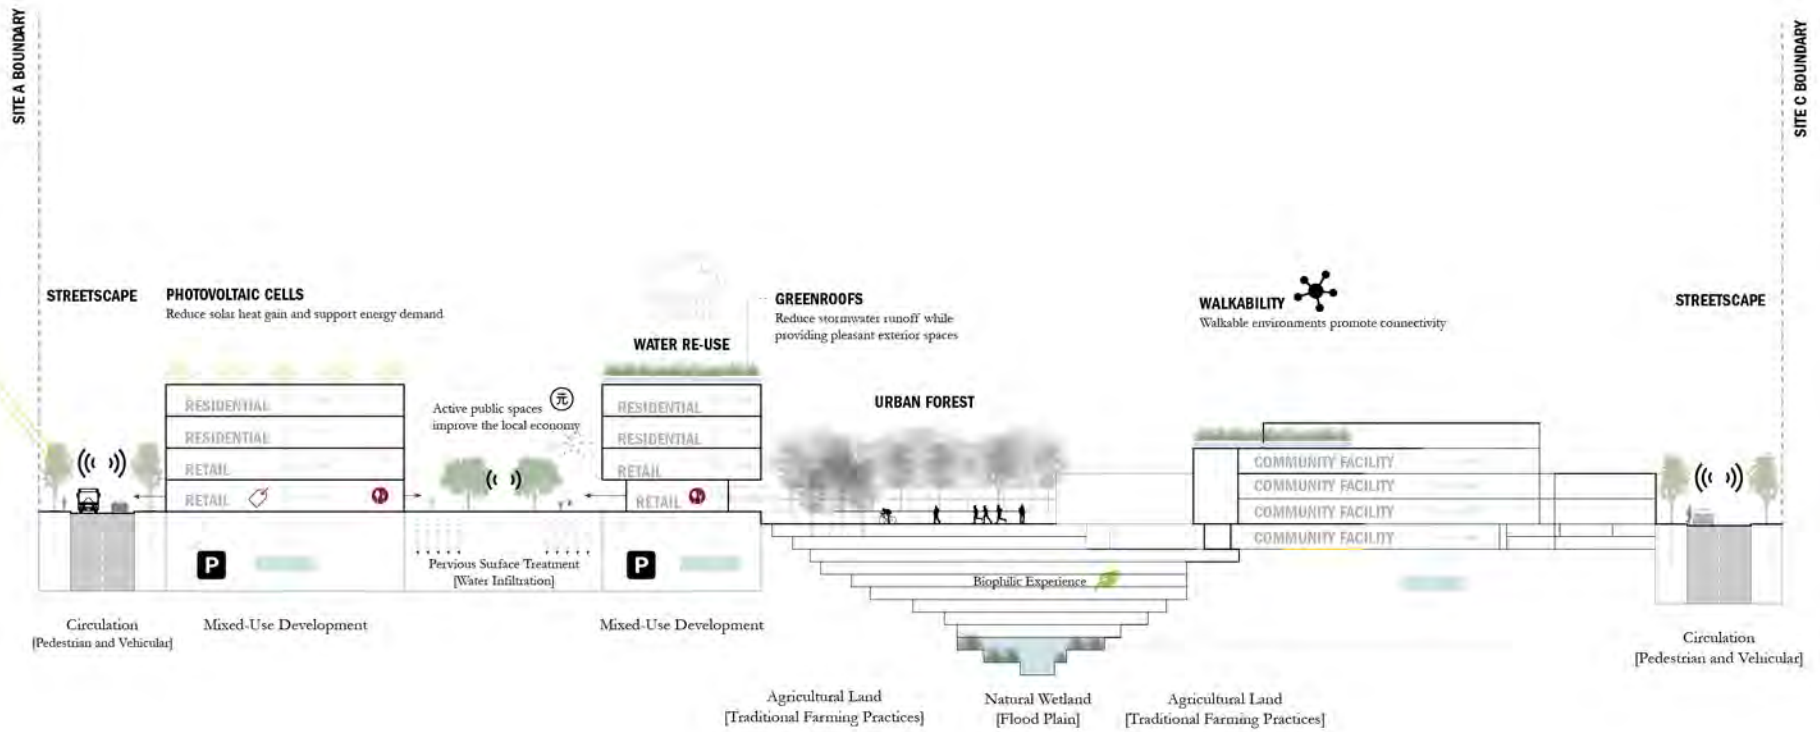 SITE A BOUNDARY
SITE C BOUNDARY
STREETSCAPE
PHOTOVOLTAIC CELLS
Reduce solar heat gain and support energy demand
WATER RE-USE
GREENROOFS
Reduce stormwater runoff while
providing pleasant exterior spaces
WALKABILITY
Walkable environments promote connectivity
STREETSCAPE
URBAN FOREST
RESIDENTIAL
RESIDENTIAL
RETAIL
RETAIL
Active public spaces
元
improve the local economy
RESIDENTIAL
RESIDENTIAL
RETAIL
RETAIL
COMMUNITY FACILITY
COMMUNITY FACILITY
COMMUNITY FACILITY
COMMUNITY FACILITY
P
Pervious Surface Treatment
[Water Infiltration]
P
Biophilic Experience
Circulation
[Pedestrian and Vehicular]
Mixed-Use Development
Mixed-Use Development
Circulation
[Pedestrian and Vehicular]
Agricultural Land
[Traditional Farming Practices]
Natural Wetland
[Flood Plain]
Agricultural Land
[Traditional Farming Practices]